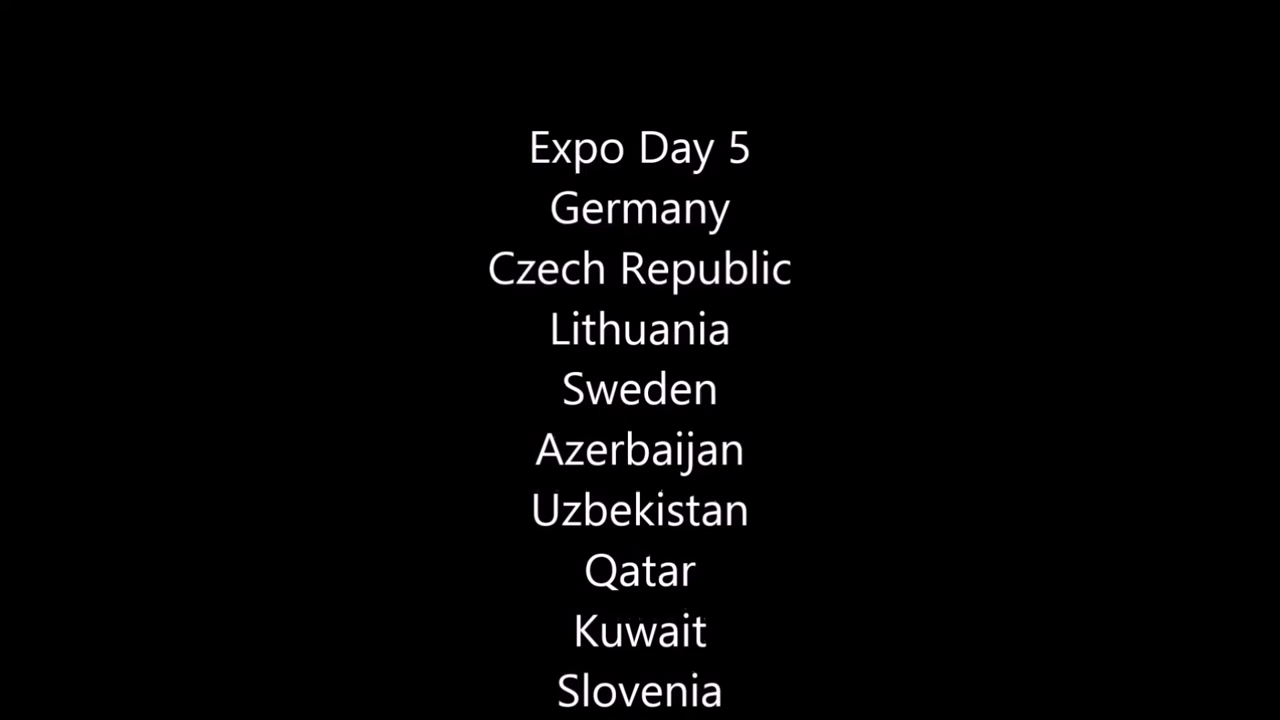 Expo Day 5
Germany
Czech Republic
Lithuania
Sweden
Azerbaijan
Uzbekistan
Qatar
Kuwait
Slovenia